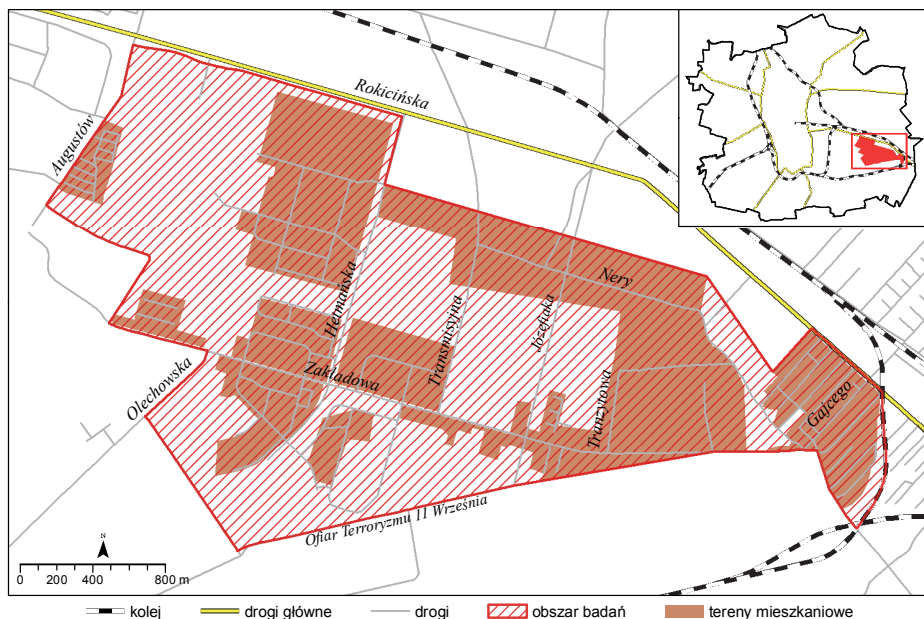 Rokicińska
Augustów
Hetmańska
Transmisyjna
Józefiaka
Nery
Zakładowa
Olechowska
Tranzytowa
Gajcego
Ofiar Terroryzmu 11 Września
N
0 200 400 800 m
kolej drogi główne drogi obszar badań tereny mieszkaniowe